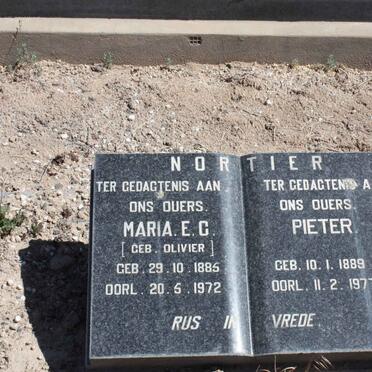 NORTIER
TER GEDAGTENIS AAN
ONS OUERS.
MARIA. E. C.
[GEB. OLIVIER]
GEB. 29. 10. 1885
OORL. 20. 5. 1972
TER GEDAGTENIS A
ONS OUERS.
PIETER.
GEB. 10. 1. 1889
OORL. 11. 2. 197
RUS IN VREDE.